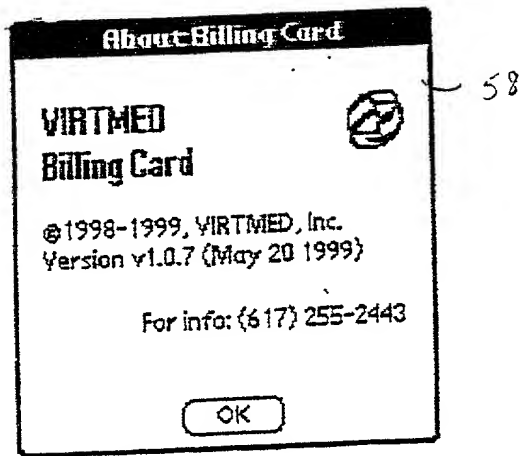 About Billing Card
58
VIRTMED
Billing Card
©1998-1999, VIRTMED, Inc.
Version v1.0.7 (May 20 1999)
For info: (617) 255-2443
OK